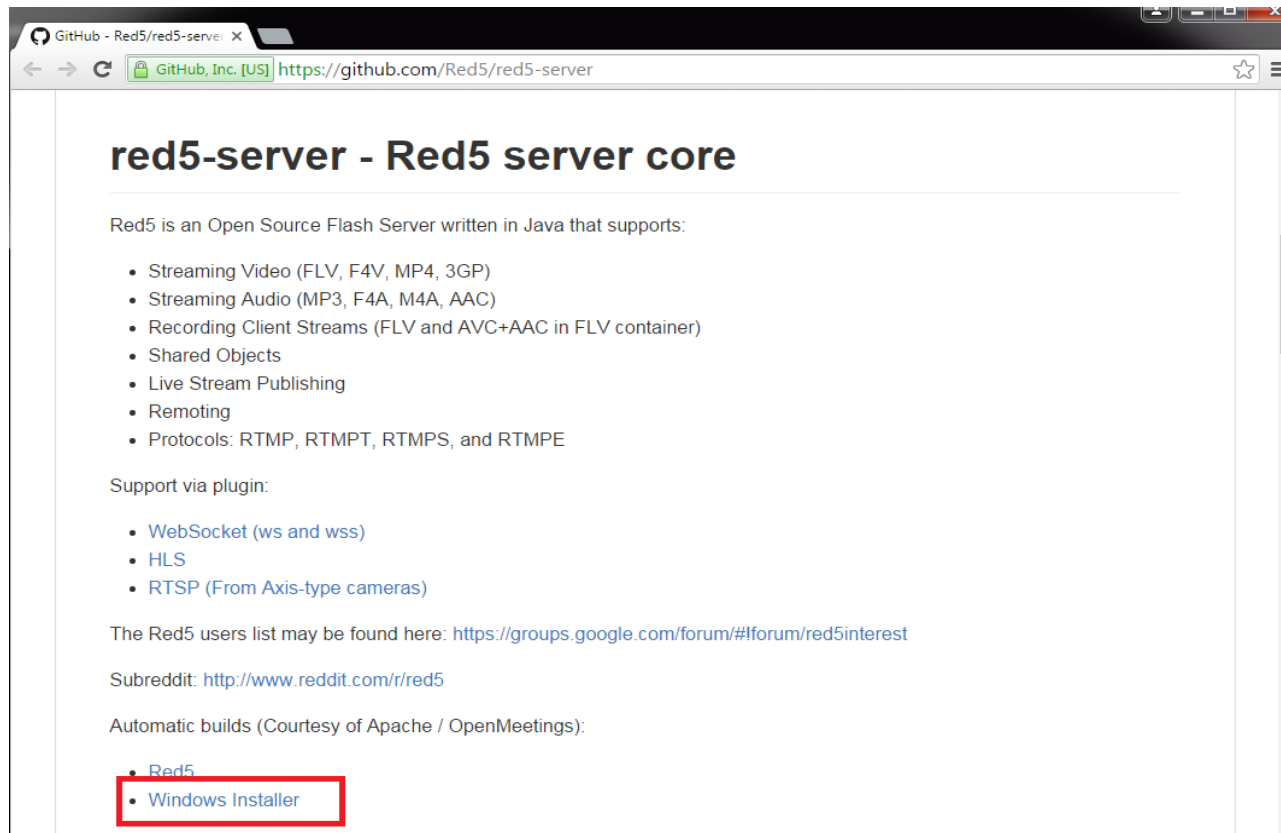 GitHub - Red5/red5-server
GitHub, Inc. [US] https://github.com/Red5/red5-server
red5-server - Red5 server core
Red5 is an Open Source Flash Server written in Java that supports:
Streaming Video (FLV, F4V, MP4, 3GP)
Streaming Audio (MP3, F4A, M4A, AAC)
Recording Client Streams (FLV and AVC+AAC in FLV container)
Shared Objects
Live Stream Publishing
Remoting
Protocols: RTMP, RTMPT, RTMPS, and RTMPE
Support via plugin:
WebSocket (ws and wss)
HLS
RTSP (From Axis-type cameras)
The Red5 users list may be found here: https://groups.google.com/forum/#!forum/red5interest
Subreddit: http://www.reddit.com/r/red5
Automatic builds (Courtesy of Apache / OpenMeetings):
Red5
Windows Installer